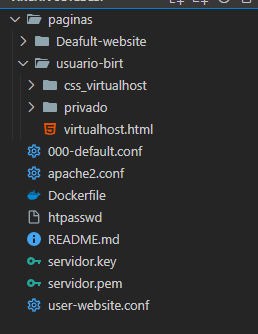 paginas
Deafult-website
usuario-birt
css_virtualhost
privado
virtualhost.html
000-default.conf
apache2.conf
Dockerfile
htpasswd
README.md
servidor.key
servidor.pem
user-website.conf